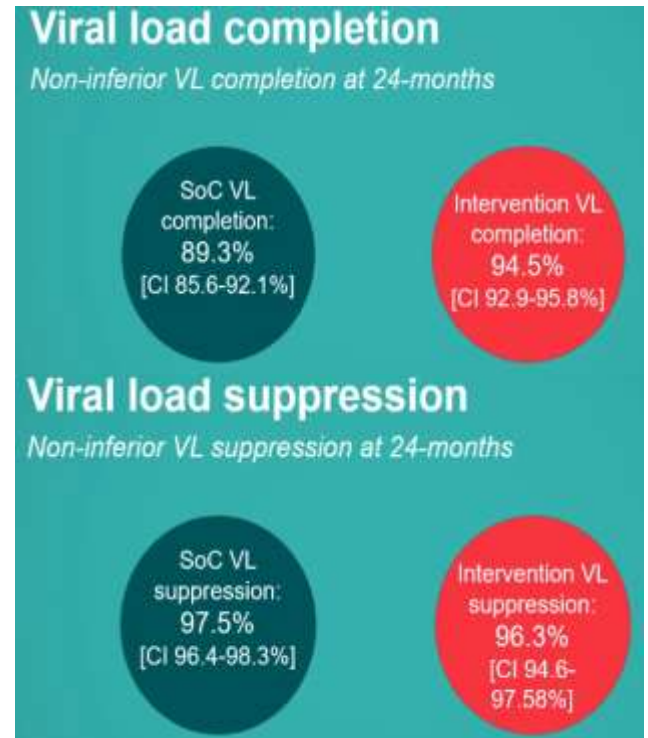 Viral load completion
Non-inferior VL completion at 24-months
SoC VL
completion:
89.3%
[CI 85.6-92.1%]
Intervention VL
completion:
94.5%
[CI 92.9-95.8%]
Viral load suppression
Non-inferior VL suppression at 24-months
SoC VL
suppression:
97.5%
[CI 96.4-98.3%]
Intervention VL
suppression:
96.3%
[CI 94.6-
97.58%]